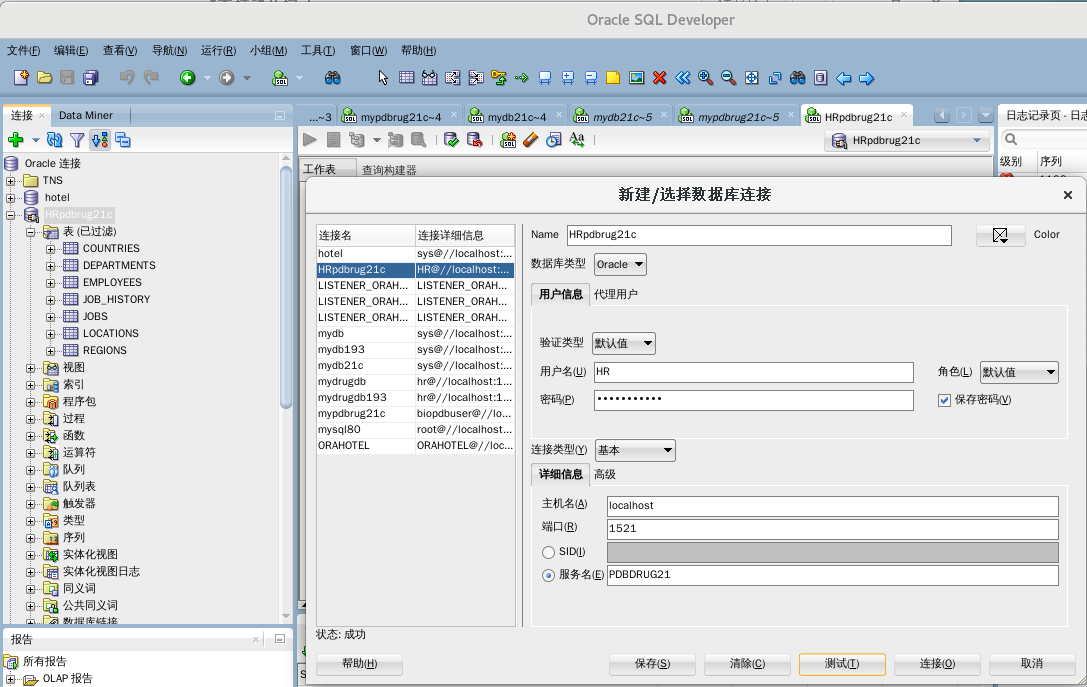 Oracle SQL Developer
文件(F) 编辑(E) 查看(V) 导航(N) 运行(R) 小组(M) 工具(T) 窗口(W) 帮助(H)
连接 × Data Miner
...~3 mypdbrug21c~4 × mydb21c~4 × mydb21c~5 × mypdbrug21c~5 × HRpdbrug21c ×
日志记录页 - 日志
HRpdbrug21c
级别 序列
工作表 查询构建器
Oracle 连接
TNS
hotel
HRpdbrug21c
表 (已过滤)
COUNTRIES
DEPARTMENTS
EMPLOYEES
JOB_HISTORY
JOBS
LOCATIONS
REGIONS
视图
索引
程序包
过程
函数
运算符
队列
队列表
触发器
类型
序列
实体化视图
实体化视图日志
同义词
公共同义词
数据库链接
报告
所有报告
OLAP 报告
新建/选择数据库连接 ×
连接名 连接详细信息
hotel sys@//localhost:...
HRpdbrug21c HR@//localhost:...
LISTENER_ORAH... LISTENER_ORAH...
LISTENER_ORAH... LISTENER_ORAH...
LISTENER_ORAH... LISTENER_ORAH...
mydb sys@//localhost:...
mydb193 sys@//localhost:...
mydb21c sys@//localhost:...
mydrugdb hr@//localhost:1...
mydrugdb193 hr@//localhost:1...
mypdbrug21c biopdbuser@//lo...
mysql80 root@//localhost...
ORAHOTEL ORAHOTEL@//loc...
Name HRpdbrug21c Color
数据库类型 Oracle
用户信息 代理用户
验证类型 默认值
用户名(U) HR 角色(L) 默认值
密码(P) ••••••••••• 保存密码(V)
连接类型(Y) 基本
详细信息 高级
主机名(A) localhost
端口(R) 1521
SID(I)
服务名(E) PDBDRUG21
状态: 成功
帮助(H) 保存(S) 清除(C) 测试(T) 连接(O) 取消